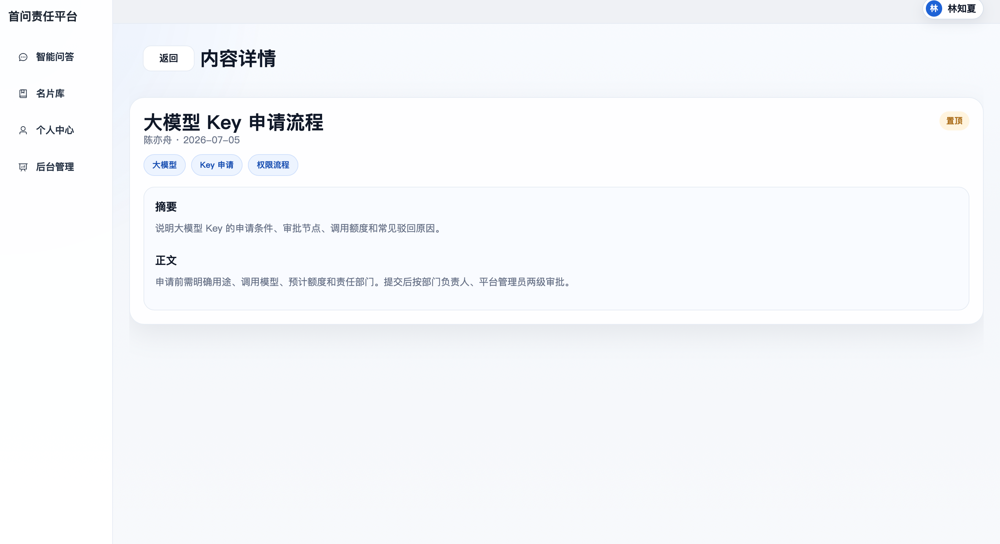 首问责任平台
林 林知夏
智能问答
名片库
个人中心
后台管理
返回 内容详情
大模型 Key 申请流程
置顶
陈亦舟 · 2026-07-05
大模型 Key 申请 权限流程
摘要
说明大模型 Key 的申请条件、审批节点、调用额度和常见驳回原因。
正文
申请前需明确用途、调用模型、预计额度和责任部门。提交后按部门负责人、平台管理员两级审批。